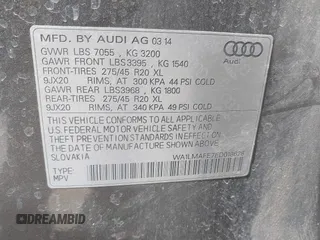 MFD. BY AUDI AG 03 14
GVWR LBS 7055 , KG 3200
GAWR FRONT LBS3395 , KG 1540
FRONT-TIRES 275/45 R20 XL
9JX20 RIMS, AT 300 KPA 44 PSI COLD
GAWR REAR LBS3968 , KG 1800
REAR-TIRES 275/45 R20 XL
9JX20 RIMS, AT 340 KPA 49 PSI COLD
Audi
THIS VEHICLE CONFORMS TO ALL APPLICABLE
FEDERAL MOTOR VEHICLE SAFETY STANDARDS
IN EFFECT ON THE DATE OF
MANUFACTURE SHOWN ABOVE.
SLOVAKIA
TYPE:
MPV
DREAMBID